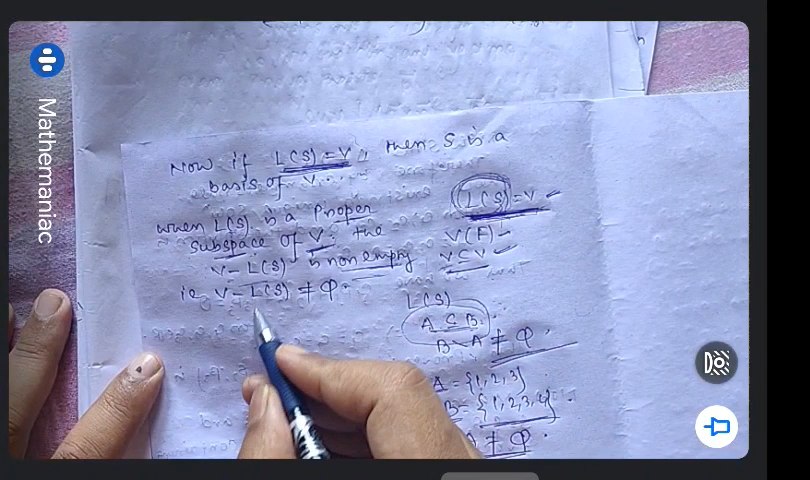 Mathemaniac
Now if L(S) = V, then S is a
basis of V.
when L(S) is a Proper
subspace of V. the
V - L(S) is nonempty
ie V - L(S) ≠ φ.
L(S) = V
V(F)
V ⊆ V
L(S)
A ⊆ B.
B \ A ≠ φ.
A = {1, 2, 3}
B = {1, 2, 3, 4}
A ≠ φ.